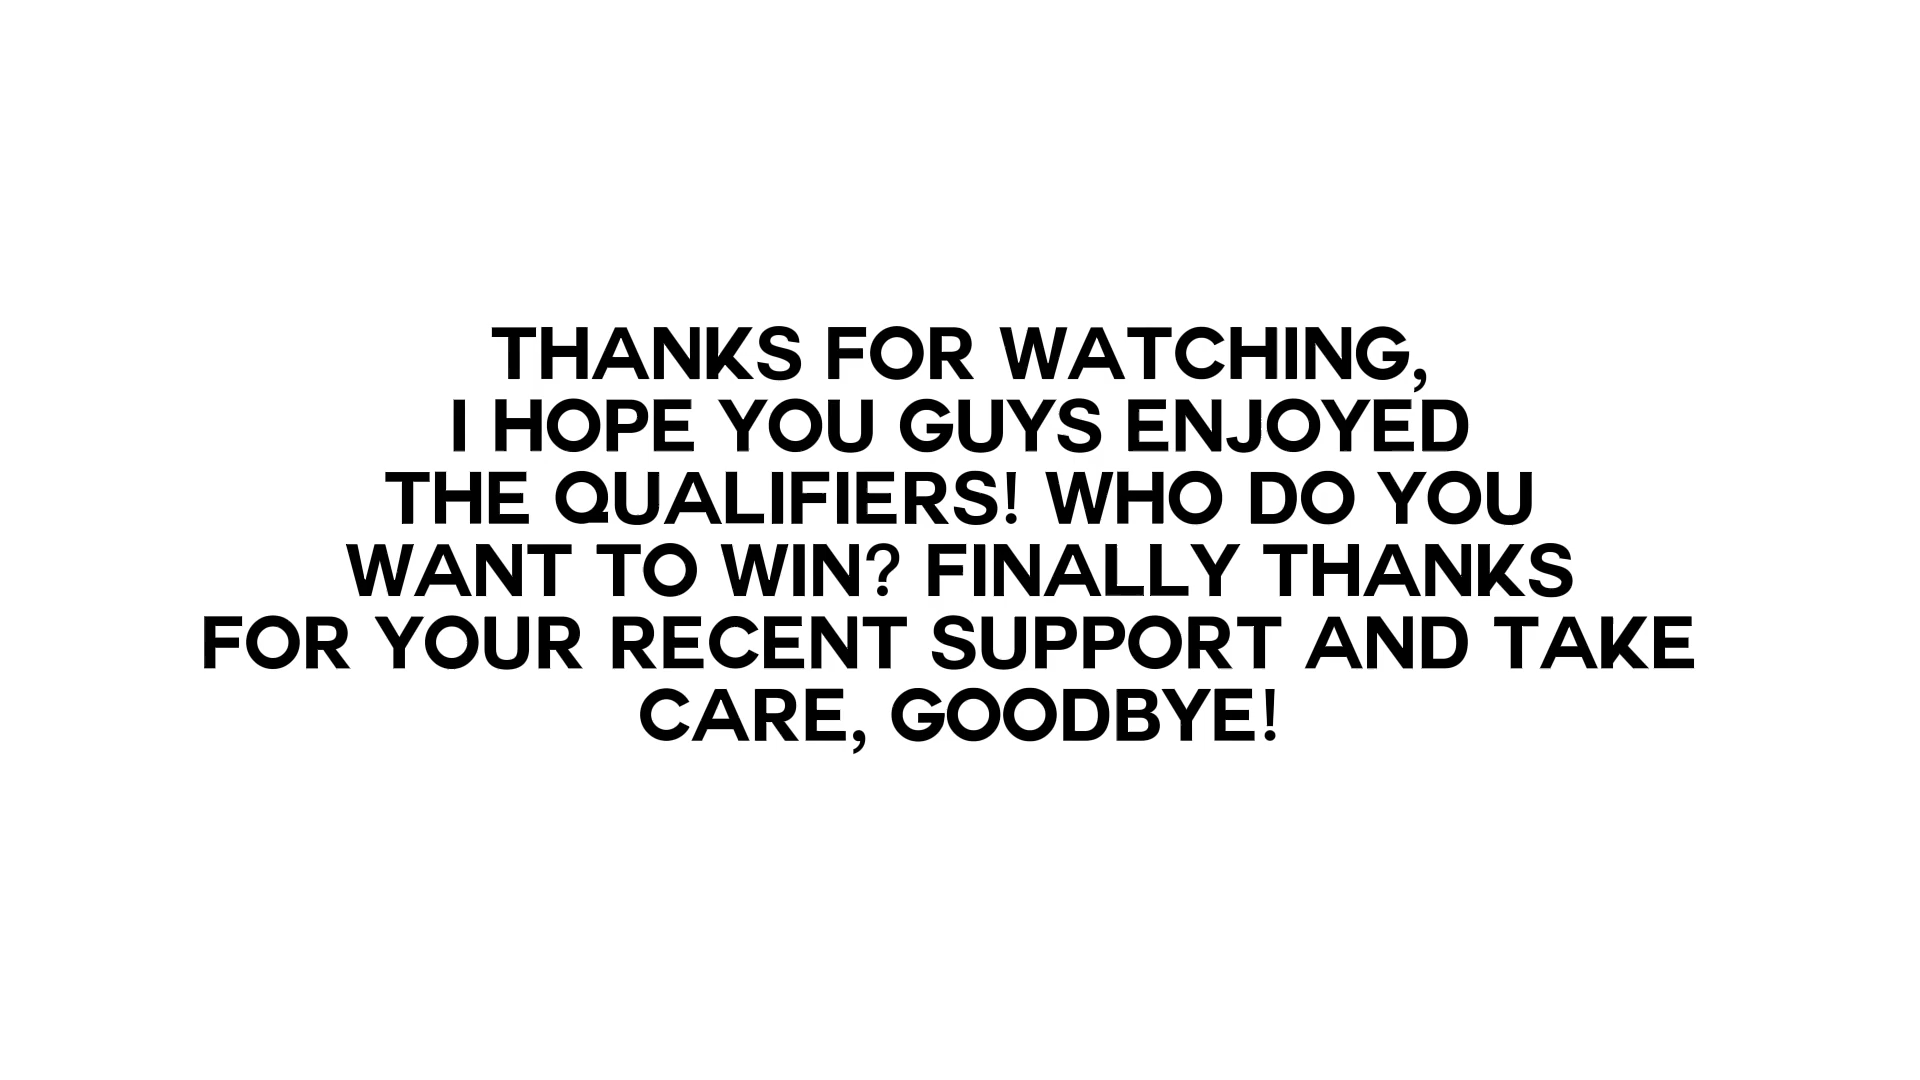 THANKS FOR WATCHING,
I HOPE YOU GUYS ENJOYED
THE QUALIFIERS! WHO DO YOU
WANT TO WIN? FINALLY THANKS
FOR YOUR RECENT SUPPORT AND TAKE
CARE, GOODBYE!